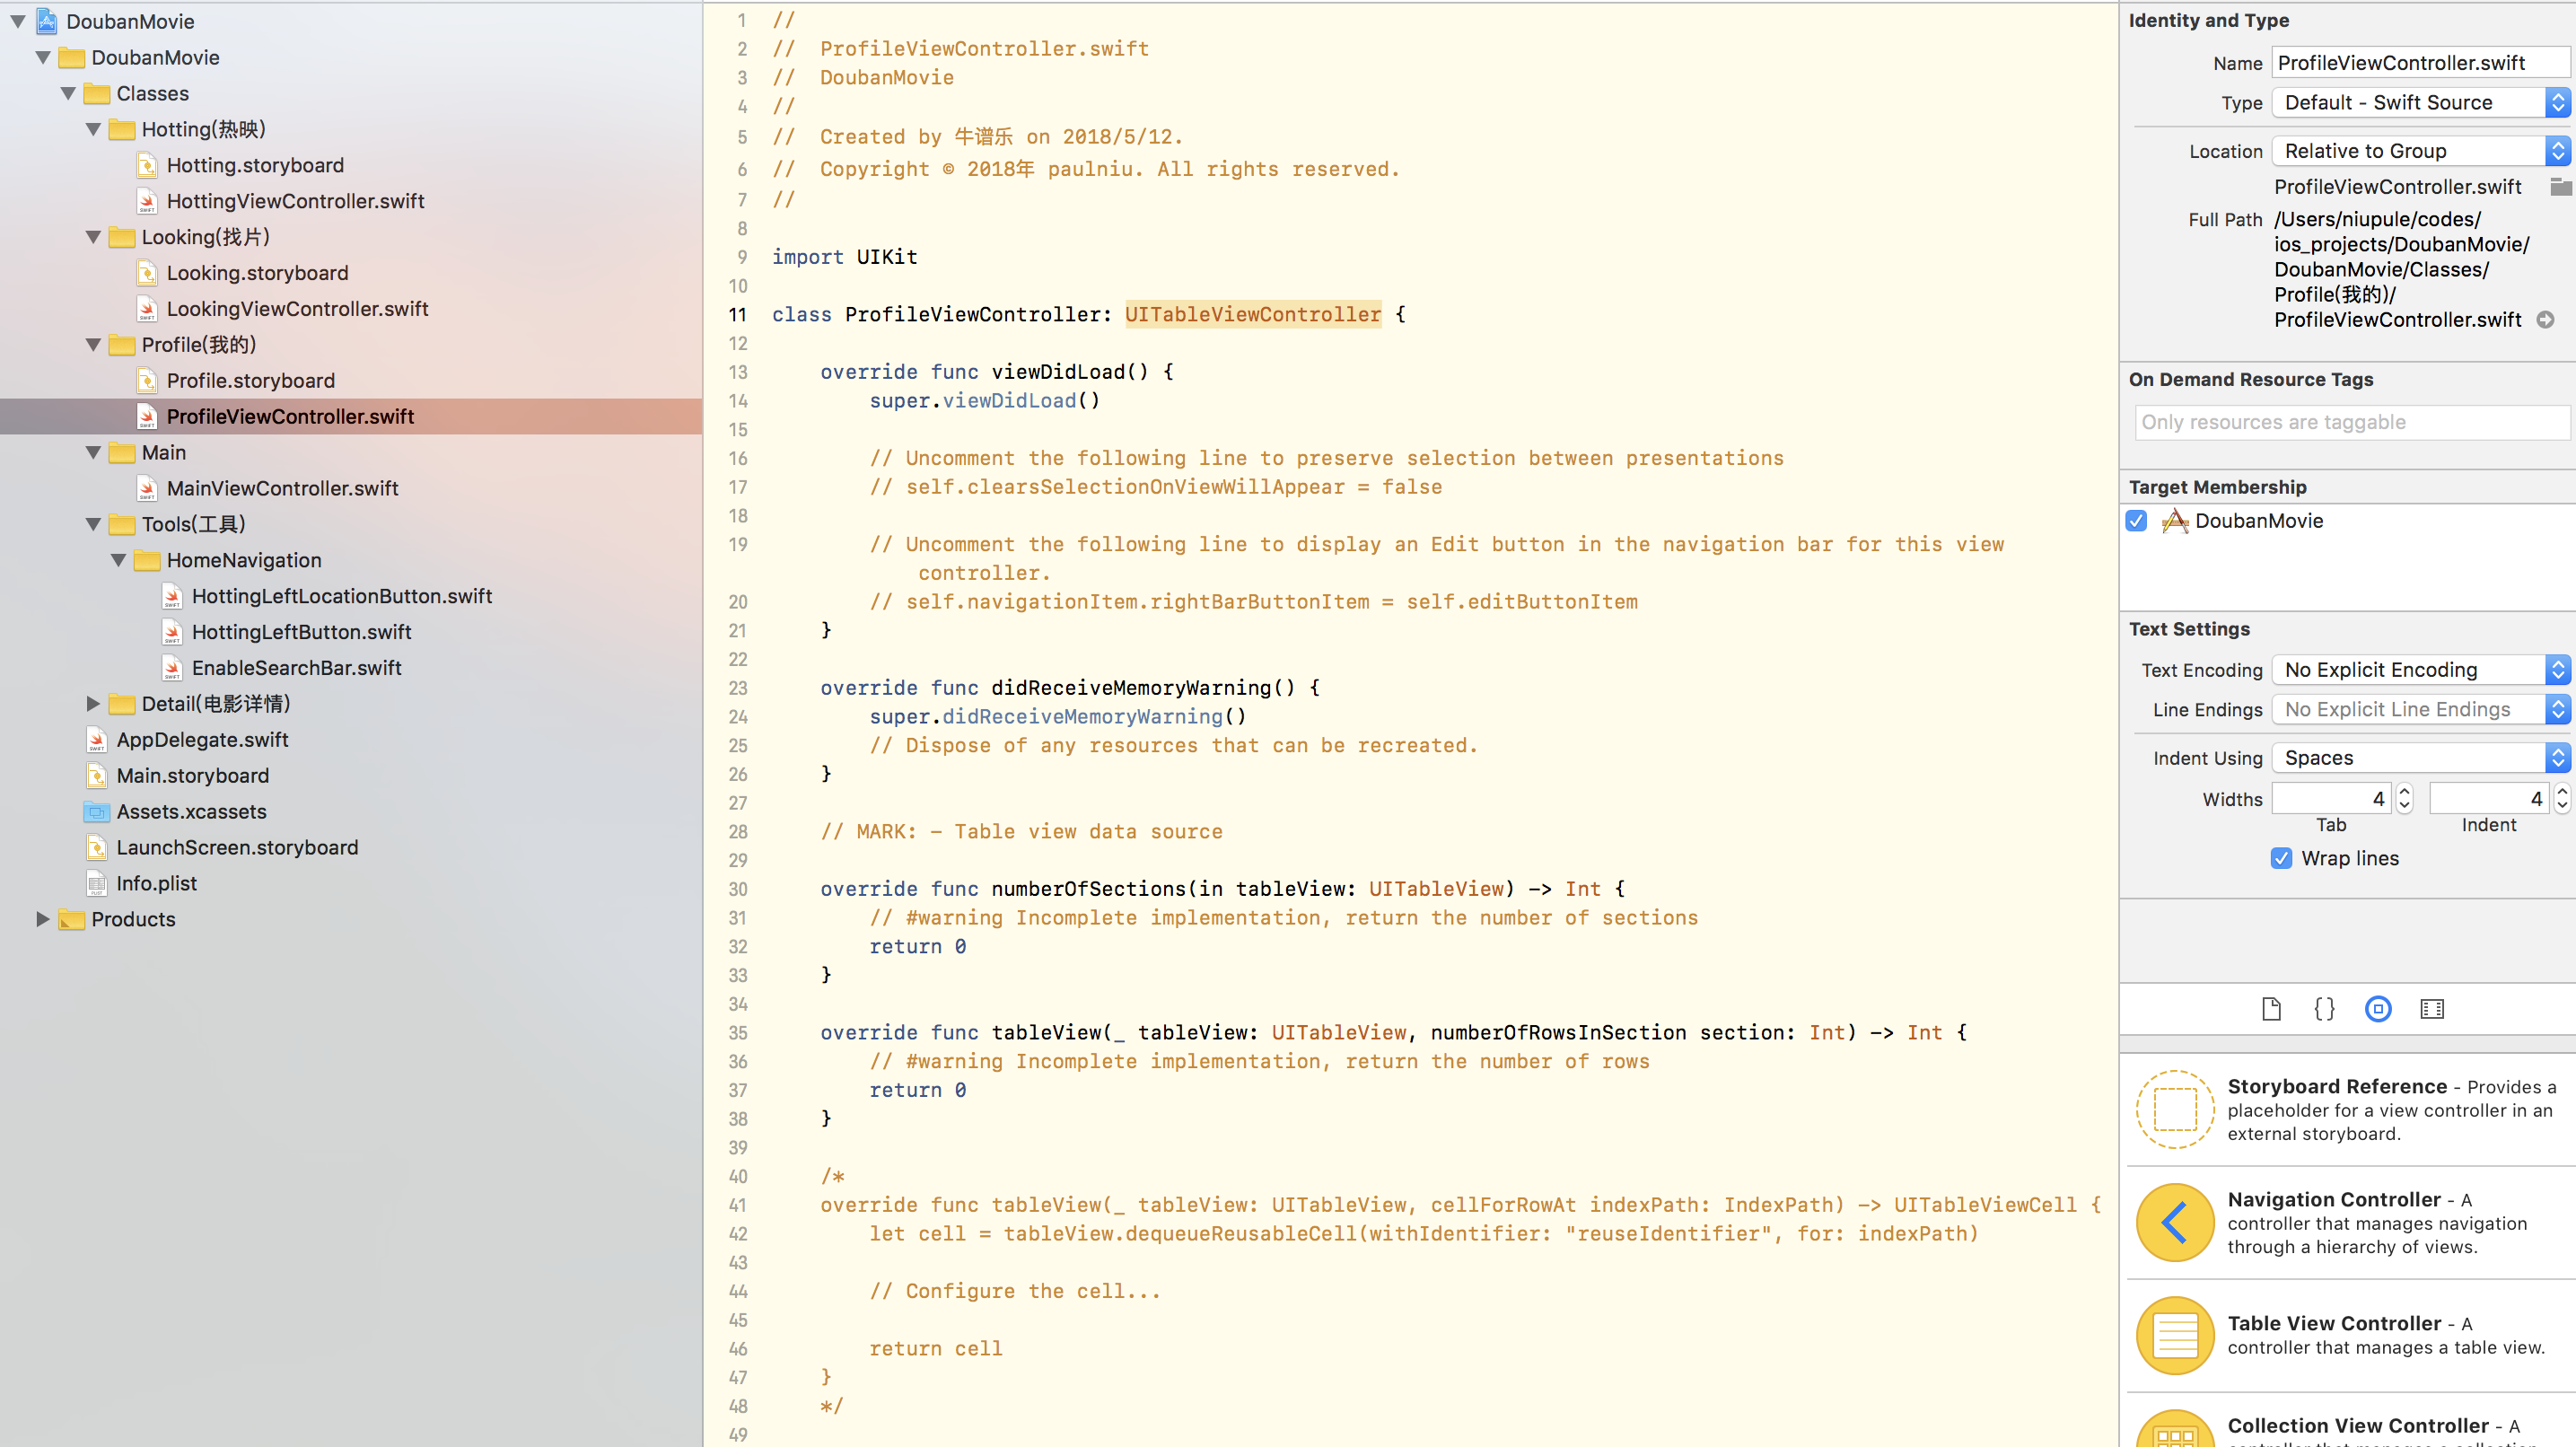 DoubanMovie
DoubanMovie
Classes
Hotting(热映)
Hotting.storyboard
HottingViewController.swift
Looking(找片)
Looking.storyboard
LookingViewController.swift
Profile(我的)
Profile.storyboard
ProfileViewController.swift
Main
MainViewController.swift
Tools(工具)
HomeNavigation
HottingLeftLocationButton.swift
HottingLeftButton.swift
EnableSearchBar.swift
Detail(电影详情)
AppDelegate.swift
Main.storyboard
Assets.xcassets
LaunchScreen.storyboard
Info.plist
Products
1 //
2 //  ProfileViewController.swift
3 //  DoubanMovie
4 //
5 //  Created by 牛谱乐 on 2018/5/12.
6 //  Copyright © 2018年 paulniu. All rights reserved.
7 //
8
9 import UIKit
10
11 class ProfileViewController: UITableViewController {
12
13     override func viewDidLoad() {
14         super.viewDidLoad()
15
16         // Uncomment the following line to preserve selection between presentations
17         // self.clearsSelectionOnViewWillAppear = false
18
19         // Uncomment the following line to display an Edit button in the navigation bar for this view
controller.
20         // self.navigationItem.rightBarButtonItem = self.editButtonItem
21     }
22
23     override func didReceiveMemoryWarning() {
24         super.didReceiveMemoryWarning()
25         // Dispose of any resources that can be recreated.
26     }
27
28     // MARK: - Table view data source
29
30     override func numberOfSections(in tableView: UITableView) -> Int {
31         // #warning Incomplete implementation, return the number of sections
32         return 0
33     }
34
35     override func tableView(_ tableView: UITableView, numberOfRowsInSection section: Int) -> Int {
36         // #warning Incomplete implementation, return the number of rows
37         return 0
38     }
39
40     /*
41     override func tableView(_ tableView: UITableView, cellForRowAt indexPath: IndexPath) -> UITableViewCell {
42         let cell = tableView.dequeueReusableCell(withIdentifier: "reuseIdentifier", for: indexPath)
43
44         // Configure the cell...
45
46         return cell
47     }
48     */
49
Identity and Type
Name ProfileViewController.swift
Type Default - Swift Source
Location Relative to Group
ProfileViewController.swift
Full Path /Users/niupule/codes/
ios_projects/DoubanMovie/
DoubanMovie/Classes/
Profile(我的)/
ProfileViewController.swift
On Demand Resource Tags
Only resources are taggable
Target Membership
DoubanMovie
Text Settings
Text Encoding No Explicit Encoding
Line Endings No Explicit Line Endings
Indent Using Spaces
Widths 4 4
Tab Indent
Wrap lines
{}
Storyboard Reference - Provides a
placeholder for a view controller in an
external storyboard.
Navigation Controller - A
controller that manages navigation
through a hierarchy of views.
Table View Controller - A
controller that manages a table view.
Collection View Controller - A